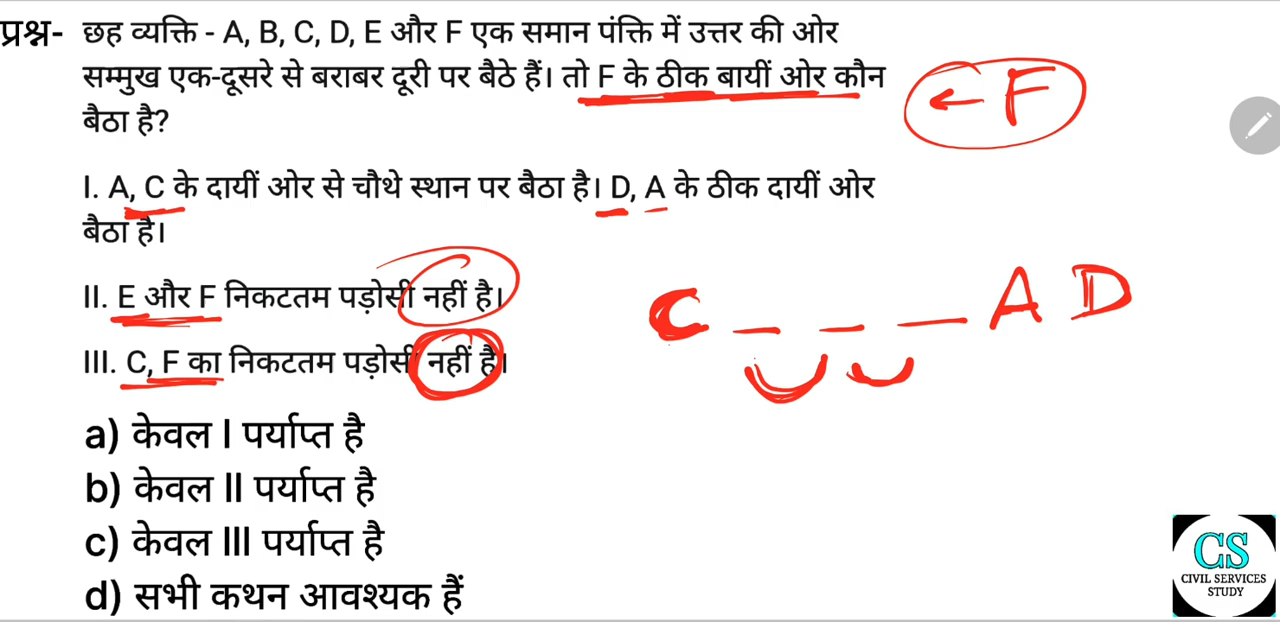 प्रश्न- छह व्यक्ति - A, B, C, D, E और F एक समान पंक्ति में उत्तर की ओर
सम्मुख एक-दूसरे से बराबर दूरी पर बैठे हैं। तो F के ठीक बायीं ओर कौन
बैठा है?
← F
I. A, C के दायीं ओर से चौथे स्थान पर बैठा है। D, A के ठीक दायीं ओर
बैठा है।
II. E और F निकटतम पड़ोसी नहीं है।
C _ _ _ A D
III. C, F का निकटतम पड़ोसी नहीं है।
a) केवल I पर्याप्त है
b) केवल II पर्याप्त है
c) केवल III पर्याप्त है
d) सभी कथन आवश्यक हैं
CS
CIVIL SERVICES
STUDY